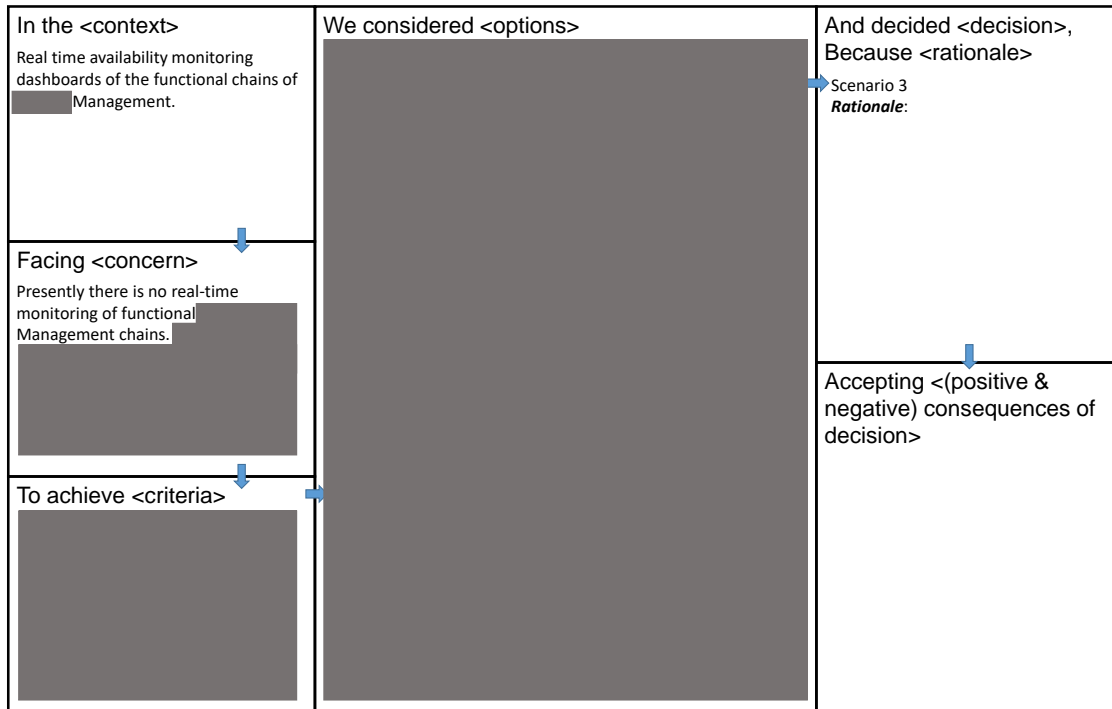 In the <context>
Real time availability monitoring
dashboards of the functional chains of
Management.
Facing <concern>
Presently there is no real-time
monitoring of functional
Management chains.
To achieve <criteria>
We considered <options>
And decided <decision>,
Because <rationale>
Scenario 3
Rationale:
Accepting <(positive &
negative) consequences of
decision>